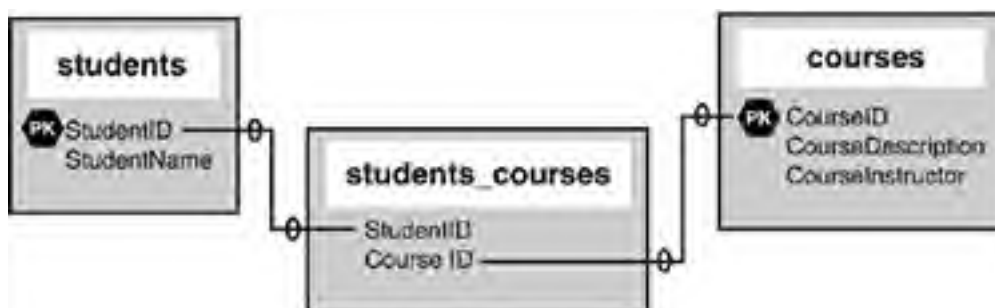 students
PK StudentID
StudentName
students_courses
StudentID
Course ID
courses
PK CourseID
CourseDescription
CourseInstructor